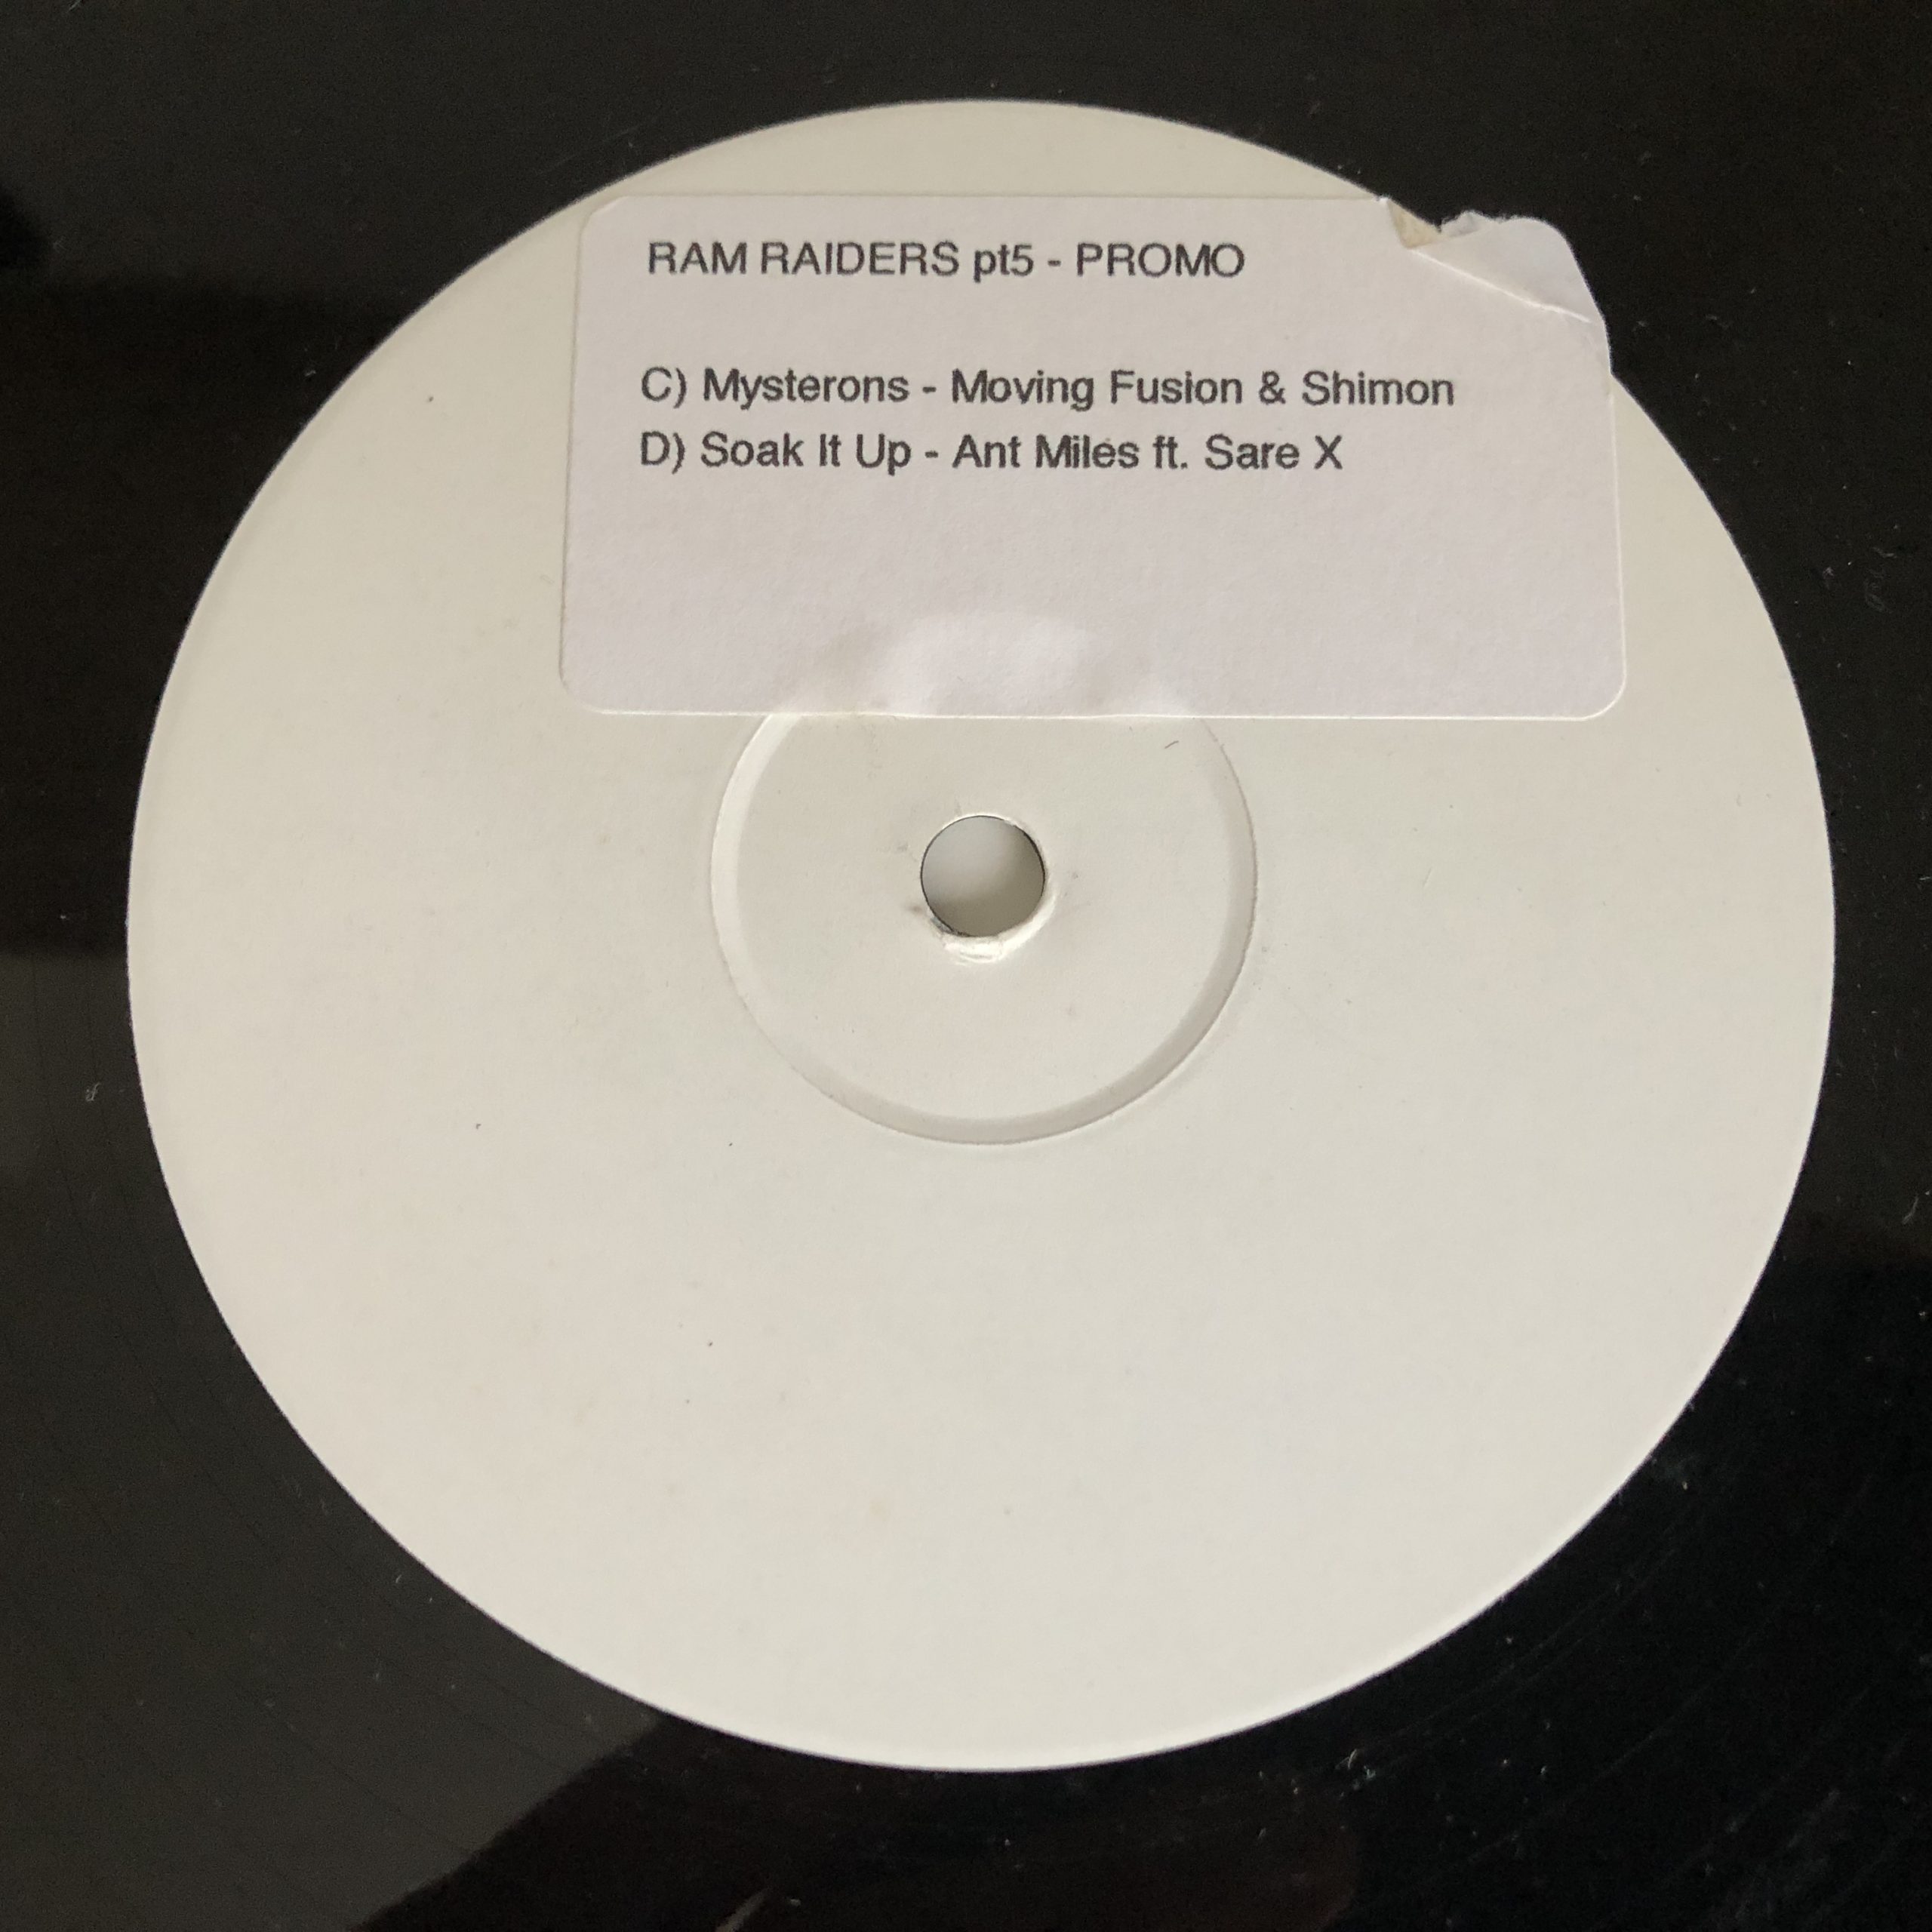 RAM RAIDERS pt5 - PROMO
C) Mysterons - Moving Fusion & Shimon
D) Soak It Up - Ant Miles ft. Sare X